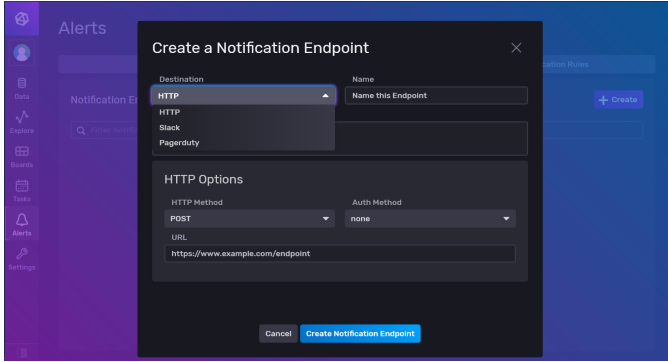 Alerts
Create a Notification Endpoint
cation Rules
Destination
Name
HTTP
Name this Endpoint
HTTP
Slack
Pagerduty
Notification En
Create
Data
Explore
Boards
Tasks
Alerts
Settings
HTTP Options
HTTP Method
Auth Method
POST
none
URL
https://www.example.com/endpoint
Cancel
Create Notification Endpoint